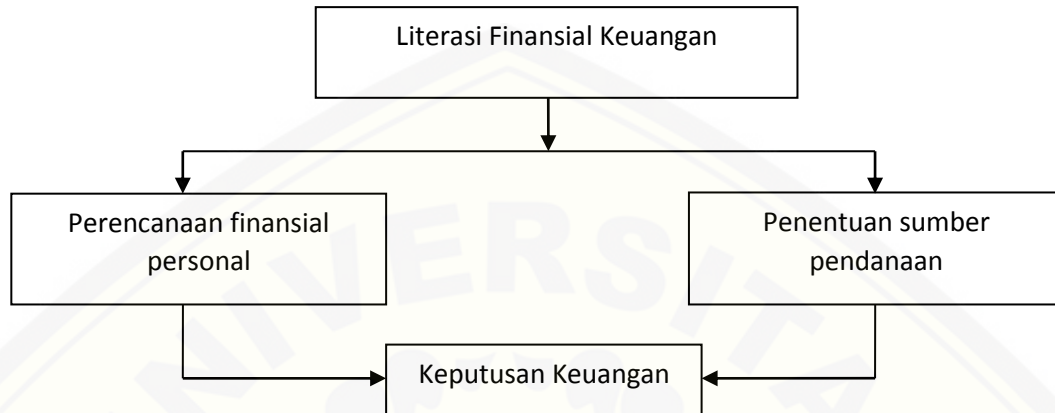 Literasi Finansial Keuangan
Perencanaan finansial
personal
Penentuan sumber
pendanaan
Keputusan Keuangan